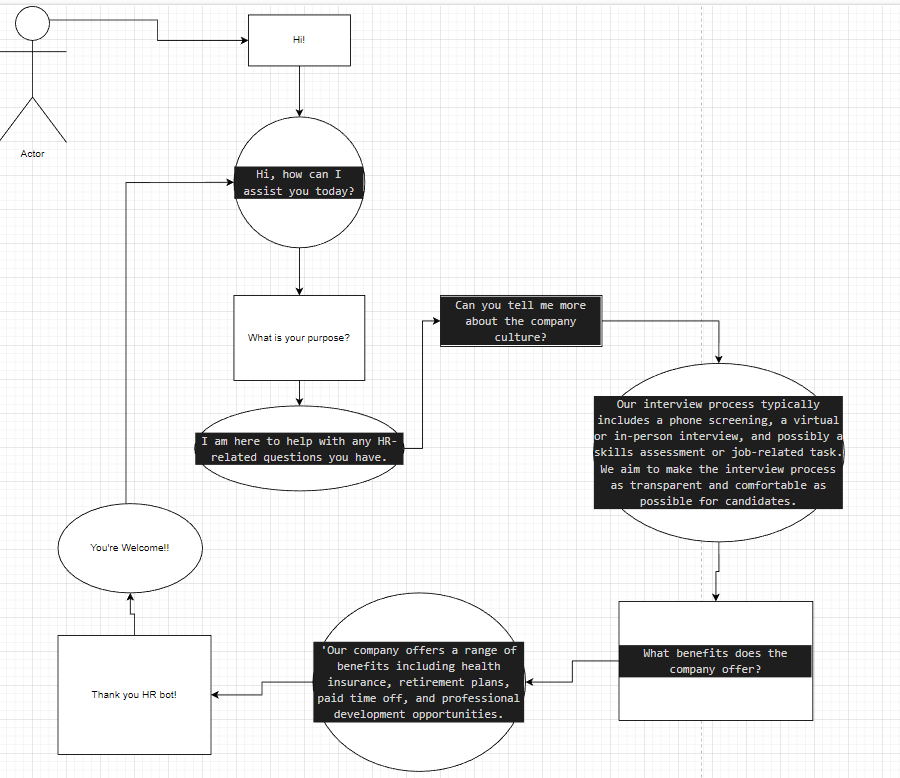 Hi!
Actor
Hi, how can I
assist you today?
What is your purpose?
Can you tell me more
about the company
culture?
I am here to help with any HR-
related questions you have.
Our interview process typically
includes a phone screening, a virtual
or in-person interview, and possibly a
skills assessment or job-related task.
We aim to make the interview process
as transparent and comfortable as
possible for candidates.
You're Welcome!!
What benefits does the
company offer?
'Our company offers a range of
benefits including health
insurance, retirement plans,
paid time off, and professional
development opportunities.
Thank you HR bot!